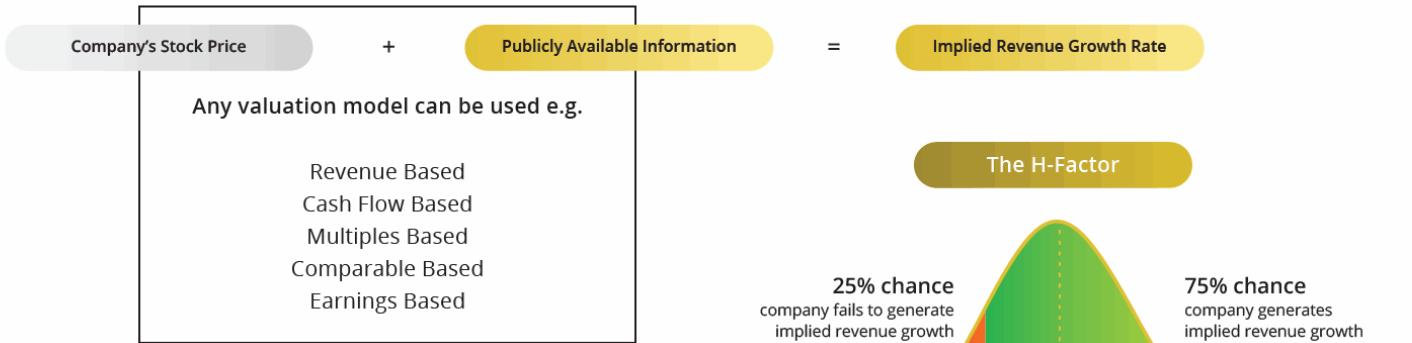 Company's Stock Price + Publicly Available Information = Implied Revenue Growth Rate
Any valuation model can be used e.g.
Revenue Based
Cash Flow Based
Multiples Based
Comparable Based
Earnings Based
The H-Factor
25% chance
company fails to generate
implied revenue growth
75% chance
company generates
implied revenue growth